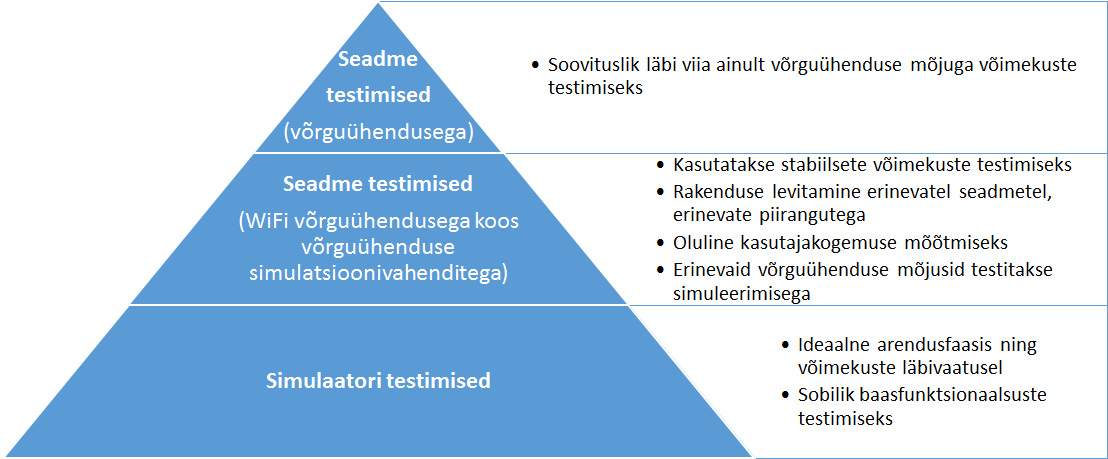 Seadme
testimised
(võrguühendusega)
• Soovituslik läbi viia ainult võrguühenduse mõjuga võimekuste
testimiseks
Seadme testimised
(WiFi võrguühendusega koos
võrguühenduse
simulatsioonivahenditega)
• Kasutatakse stabiilsete võimekuste testimiseks
• Rakenduse levitamine erinevatel seadmetel,
erinevate piirangutega
• Oluline kasutajakogemuse mõõtmiseks
• Erinevaid võrguühenduse mõjusid testitakse
simuleerimisega
Simulaatori testimised
• Ideaalne arendusfaasis ning
võimekuste läbivaatusel
• Sobilik baasfunktsionaalsuste
testimiseks